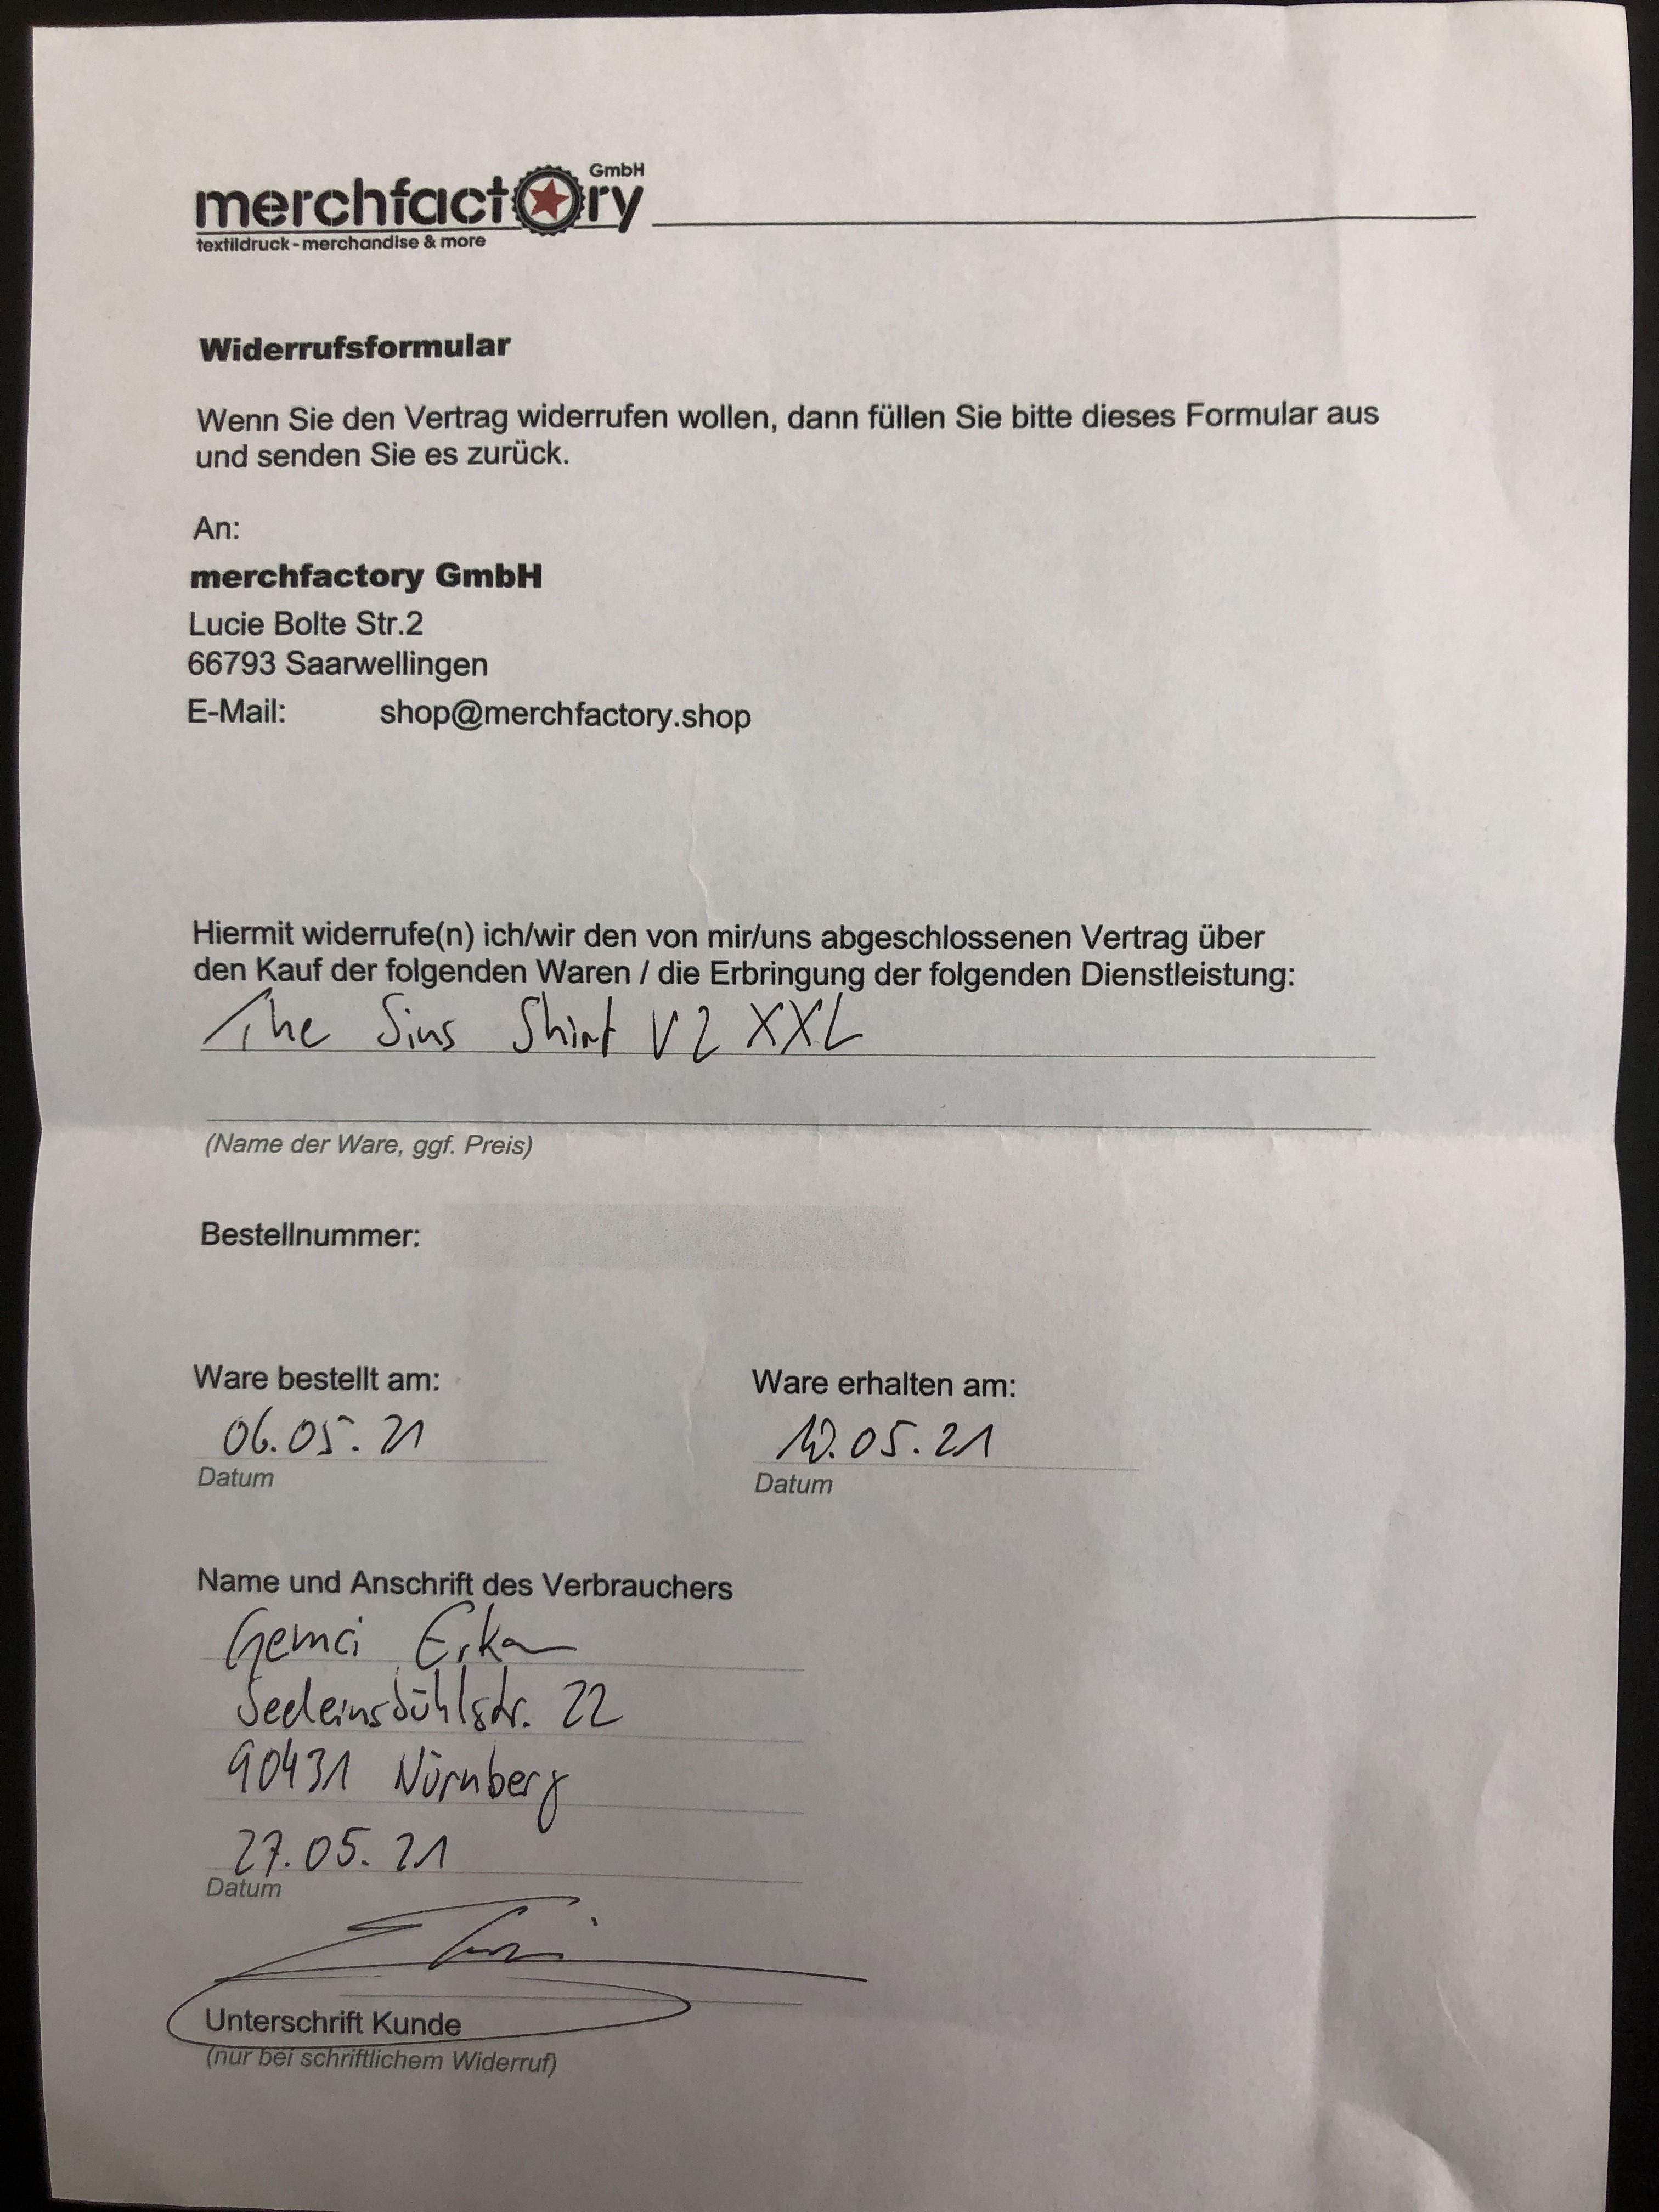 merchfactory GmbH
textildruck - merchandise & more
Widerrufsformular
Wenn Sie den Vertrag widerrufen wollen, dann füllen Sie bitte dieses Formular aus
und senden Sie es zurück.
An:
merchfactory GmbH
Lucie Bolte Str.2
66793 Saarwellingen
E-Mail: shop@merchfactory.shop
Hiermit widerrufe(n) ich/wir den von mir/uns abgeschlossenen Vertrag über
den Kauf der folgenden Waren / die Erbringung der folgenden Dienstleistung:
The Sins Shirt V2 XXL
(Name der Ware, ggf. Preis)
Bestellnummer:
Ware bestellt am: Ware erhalten am:
06.05.21 .05.21
Datum Datum
Name und Anschrift des Verbrauchers
Gemci Erkan
22
90431 Nürnberg
27.05.21
Datum
Unterschrift Kunde
(nur bei schriftlichem Widerruf)